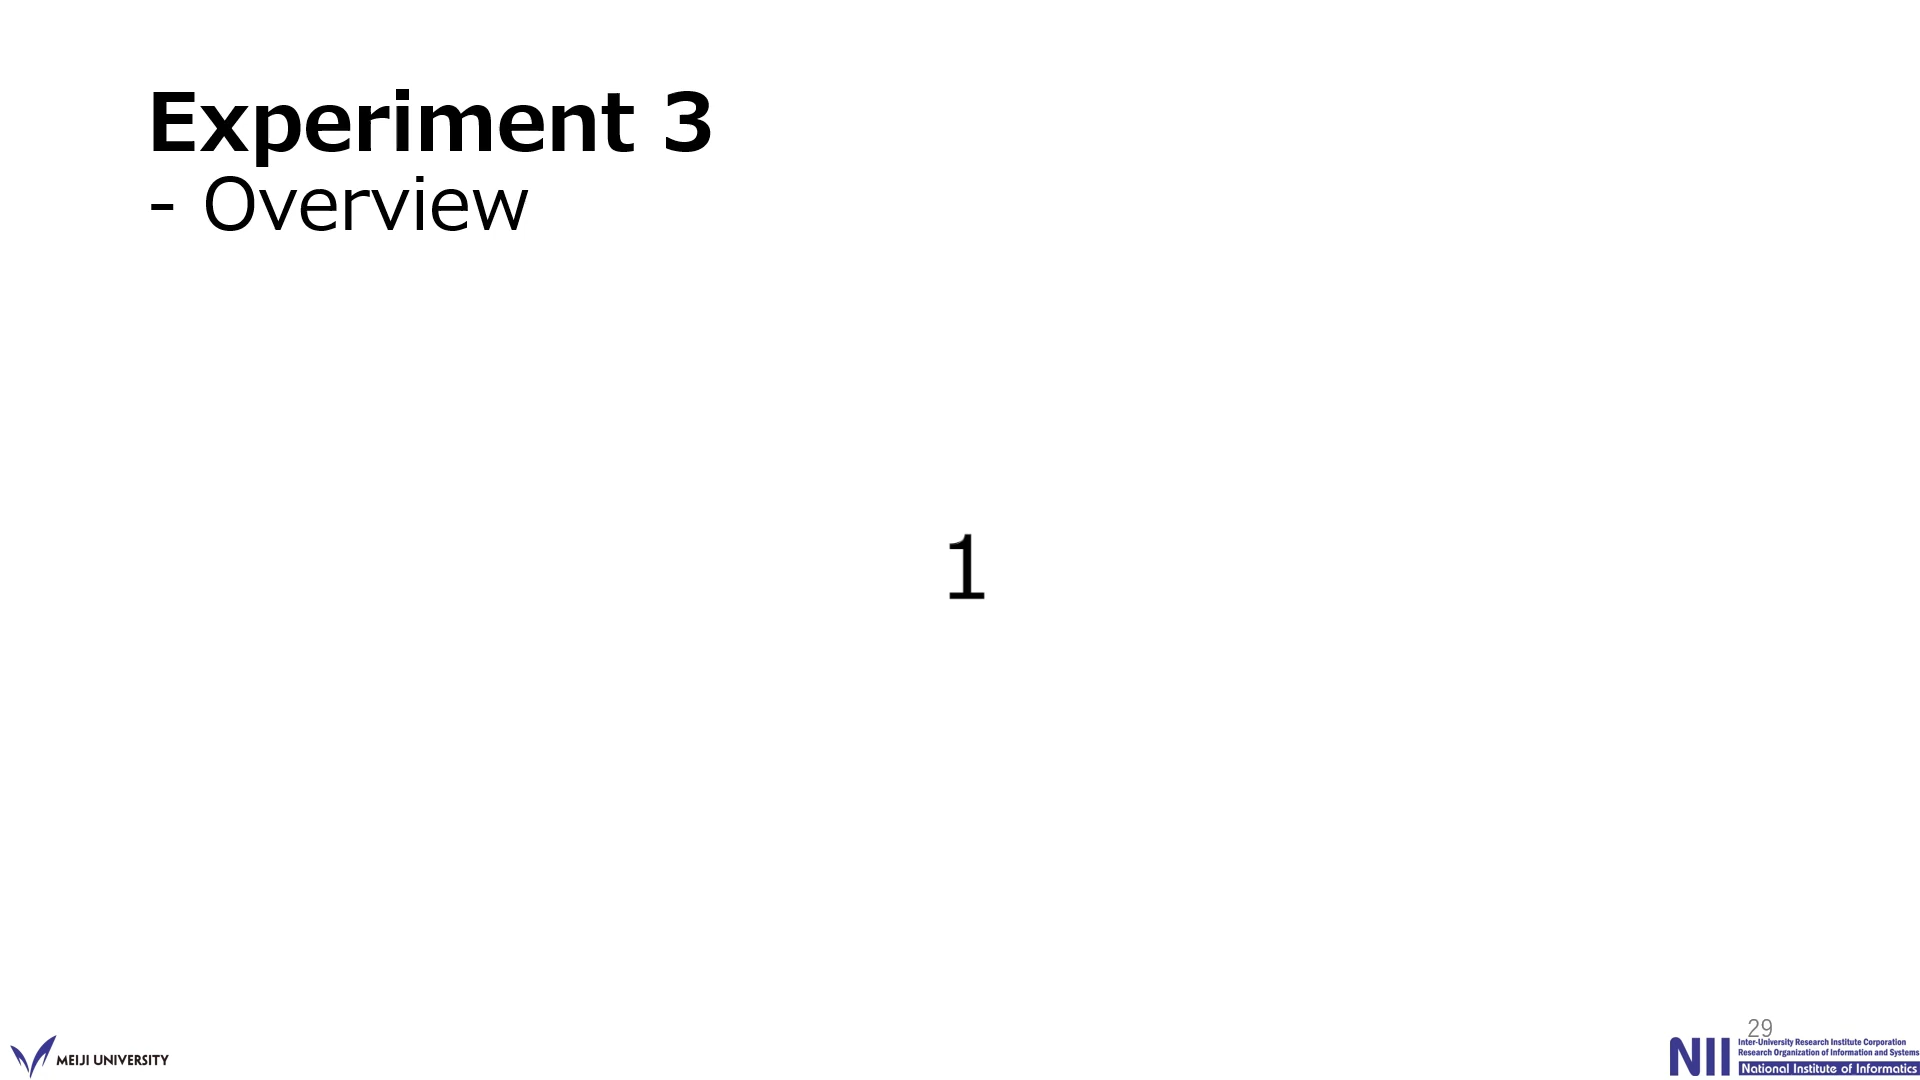 Experiment 3
- Overview
1
29
MEIJI UNIVERSITY
NII
Inter-University Research Institute Corporation
Research Organization of Information and Systems
National Institute of Informatics